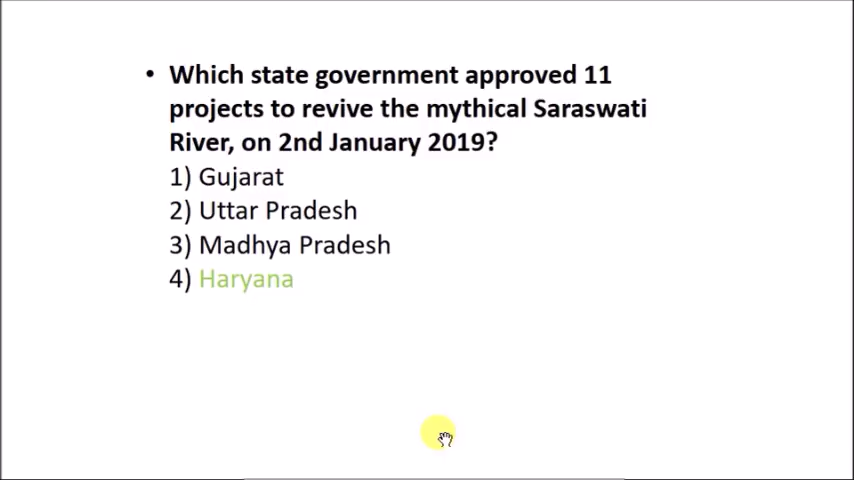 • Which state government approved 11
projects to revive the mythical Saraswati
River, on 2nd January 2019?
1) Gujarat
2) Uttar Pradesh
3) Madhya Pradesh
4) Haryana